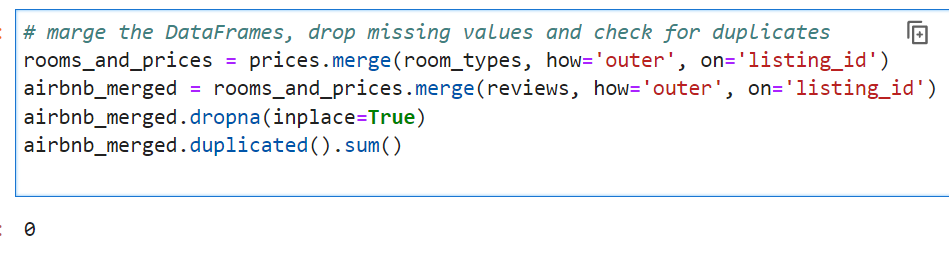 # marge the DataFrames, drop missing values and check for duplicates
rooms_and_prices = prices.merge(room_types, how='outer', on='listing_id')
airbnb_merged = rooms_and_prices.merge(reviews, how='outer', on='listing_id')
airbnb_merged.dropna(inplace=True)
airbnb_merged.duplicated().sum()
0